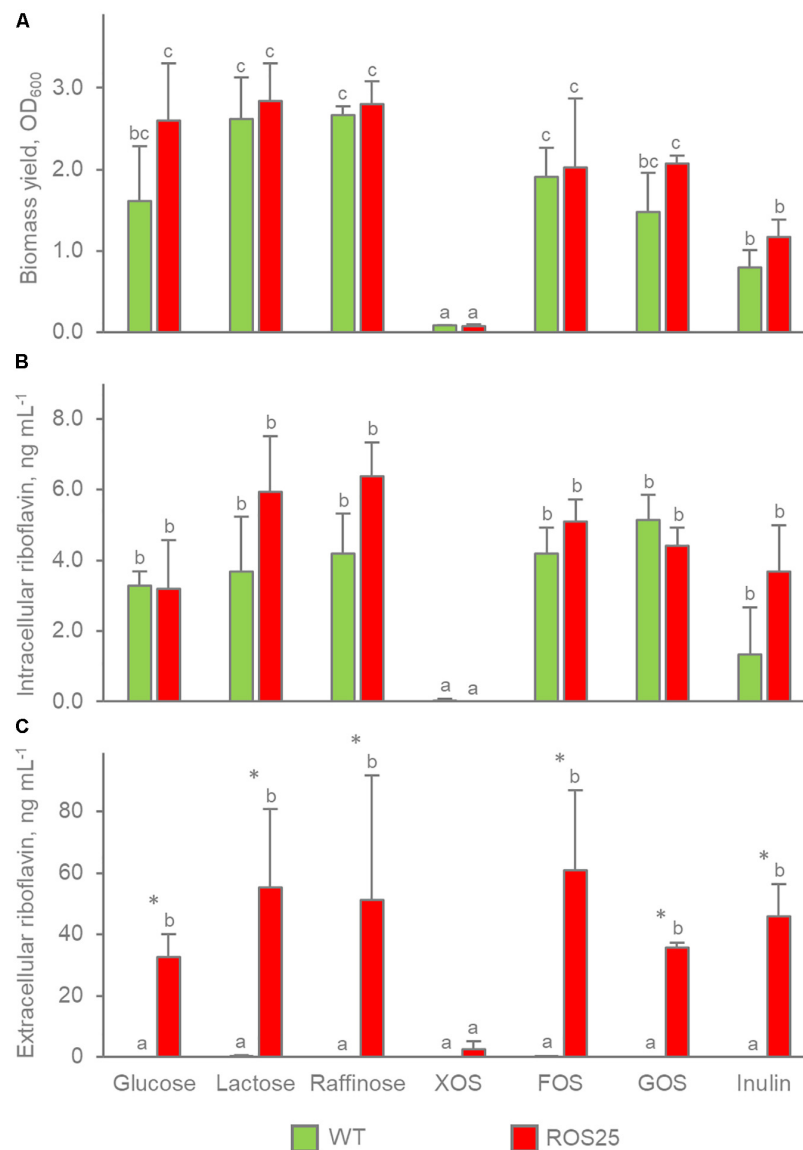 A
Biomass yield, OD600
3.0
2.0
1.0
0.0
bc c c c c c a a c c bc c b b
B
Intracellular riboflavin, ng mL-1
8.0
6.0
4.0
2.0
0.0
b b b b b b a a b b b b b b
C
Extracellular riboflavin, ng mL-1
80
60
40
20
0
* * * * * *
a b a b a b a a a b a b a b
Glucose Lactose Raffinose XOS FOS GOS Inulin
WT ROS25